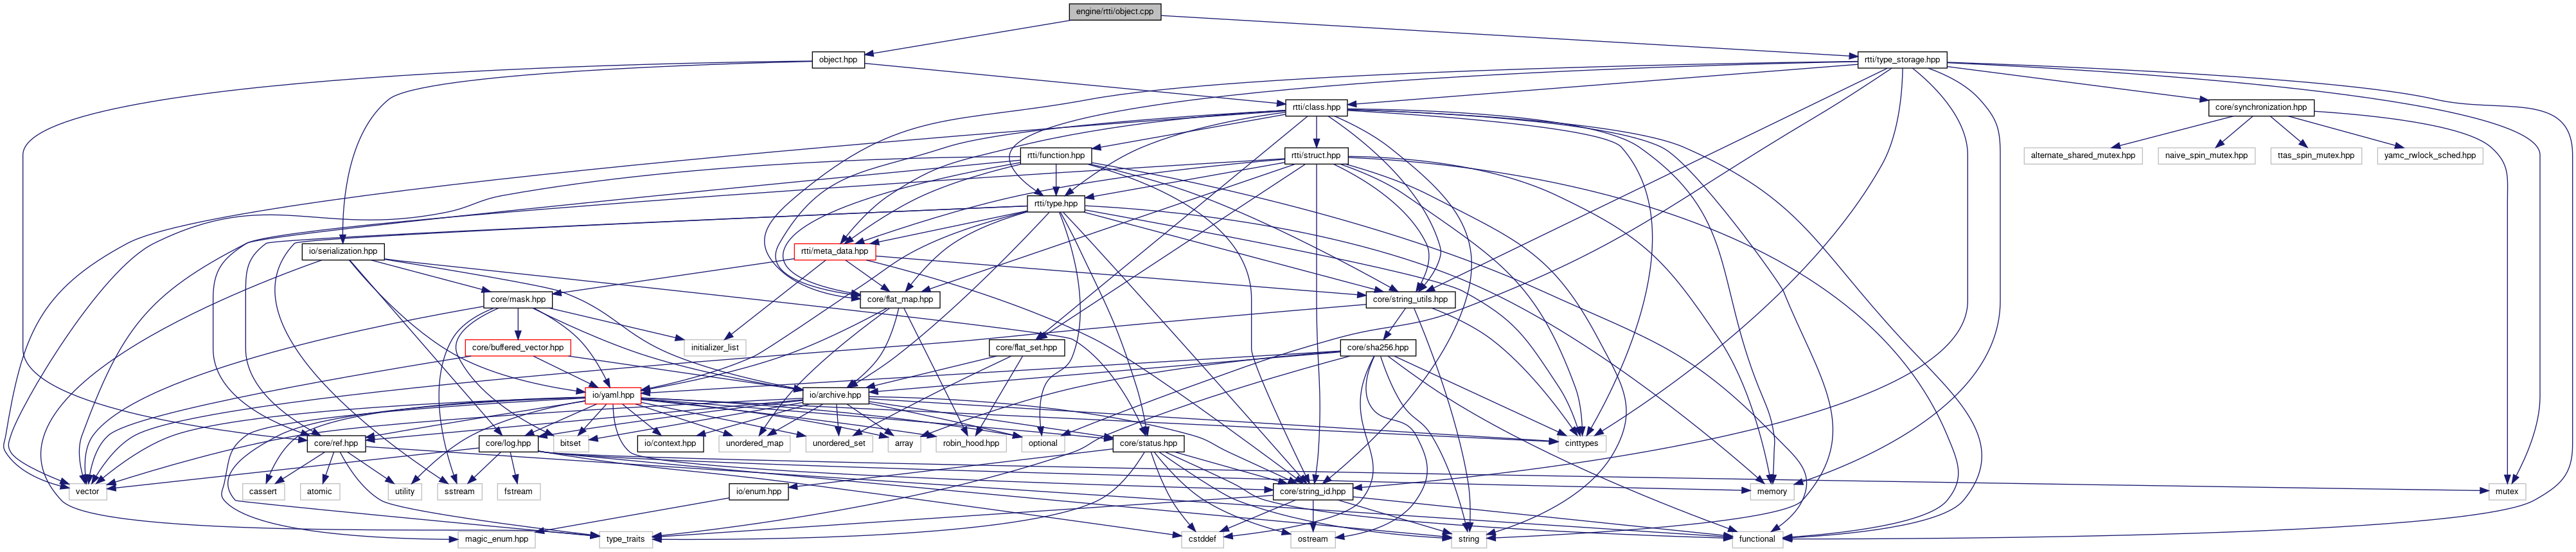 engine/rtti/object.cpp
object.hpp
rtti/type_storage.hpp
rtti/class.hpp
core/synchronization.hpp
rtti/function.hpp
rtti/struct.hpp
alternate_shared_mutex.hpp
naive_spin_mutex.hpp
ttas_spin_mutex.hpp
yamc_rwlock_sched.hpp
rtti/type.hpp
io/serialization.hpp
rtti/meta_data.hpp
core/mask.hpp
core/flat_map.hpp
core/string_utils.hpp
core/buffered_vector.hpp
initializer_list
core/flat_set.hpp
core/sha256.hpp
io/yaml.hpp
io/archive.hpp
core/ref.hpp
core/log.hpp
bitset
io/context.hpp
unordered_map
unordered_set
array
robin_hood.hpp
optional
core/status.hpp
cinttypes
vector
cassert
atomic
utility
sstream
fstream
io/enum.hpp
core/string_id.hpp
memory
mutex
magic_enum.hpp
type_traits
cstddef
ostream
string
functional